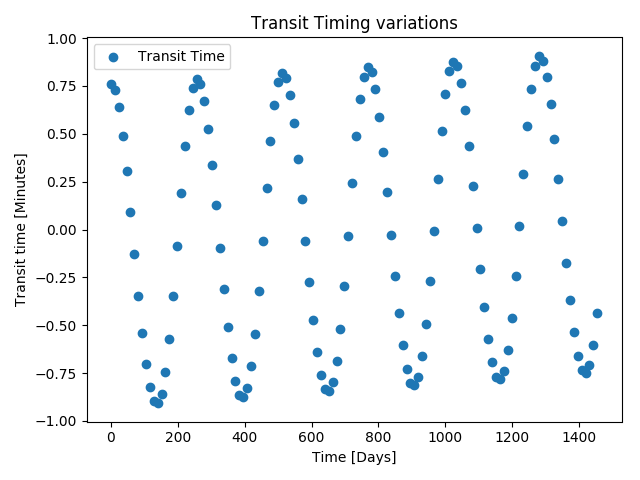 Transit Timing variations
Transit Time
Transit time [Minutes]
1.00
0.75
0.50
0.25
0.00
−0.25
−0.50
−0.75
−1.00
0 200 400 600 800 1000 1200 1400
Time [Days]